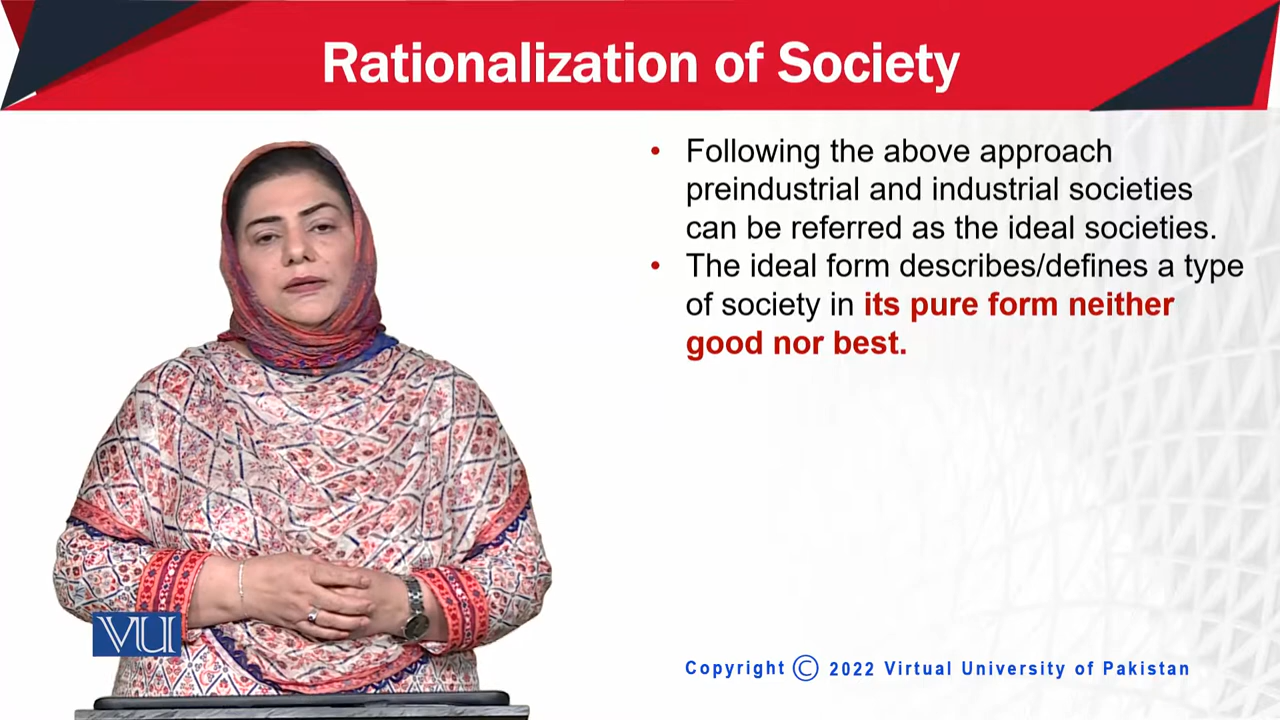 Rationalization of Society
• Following the above approach
preindustrial and industrial societies
can be referred as the ideal societies.
• The ideal form describes/defines a type
of society in its pure form neither
good nor best.
VU
Copyright © 2022 Virtual University of Pakistan